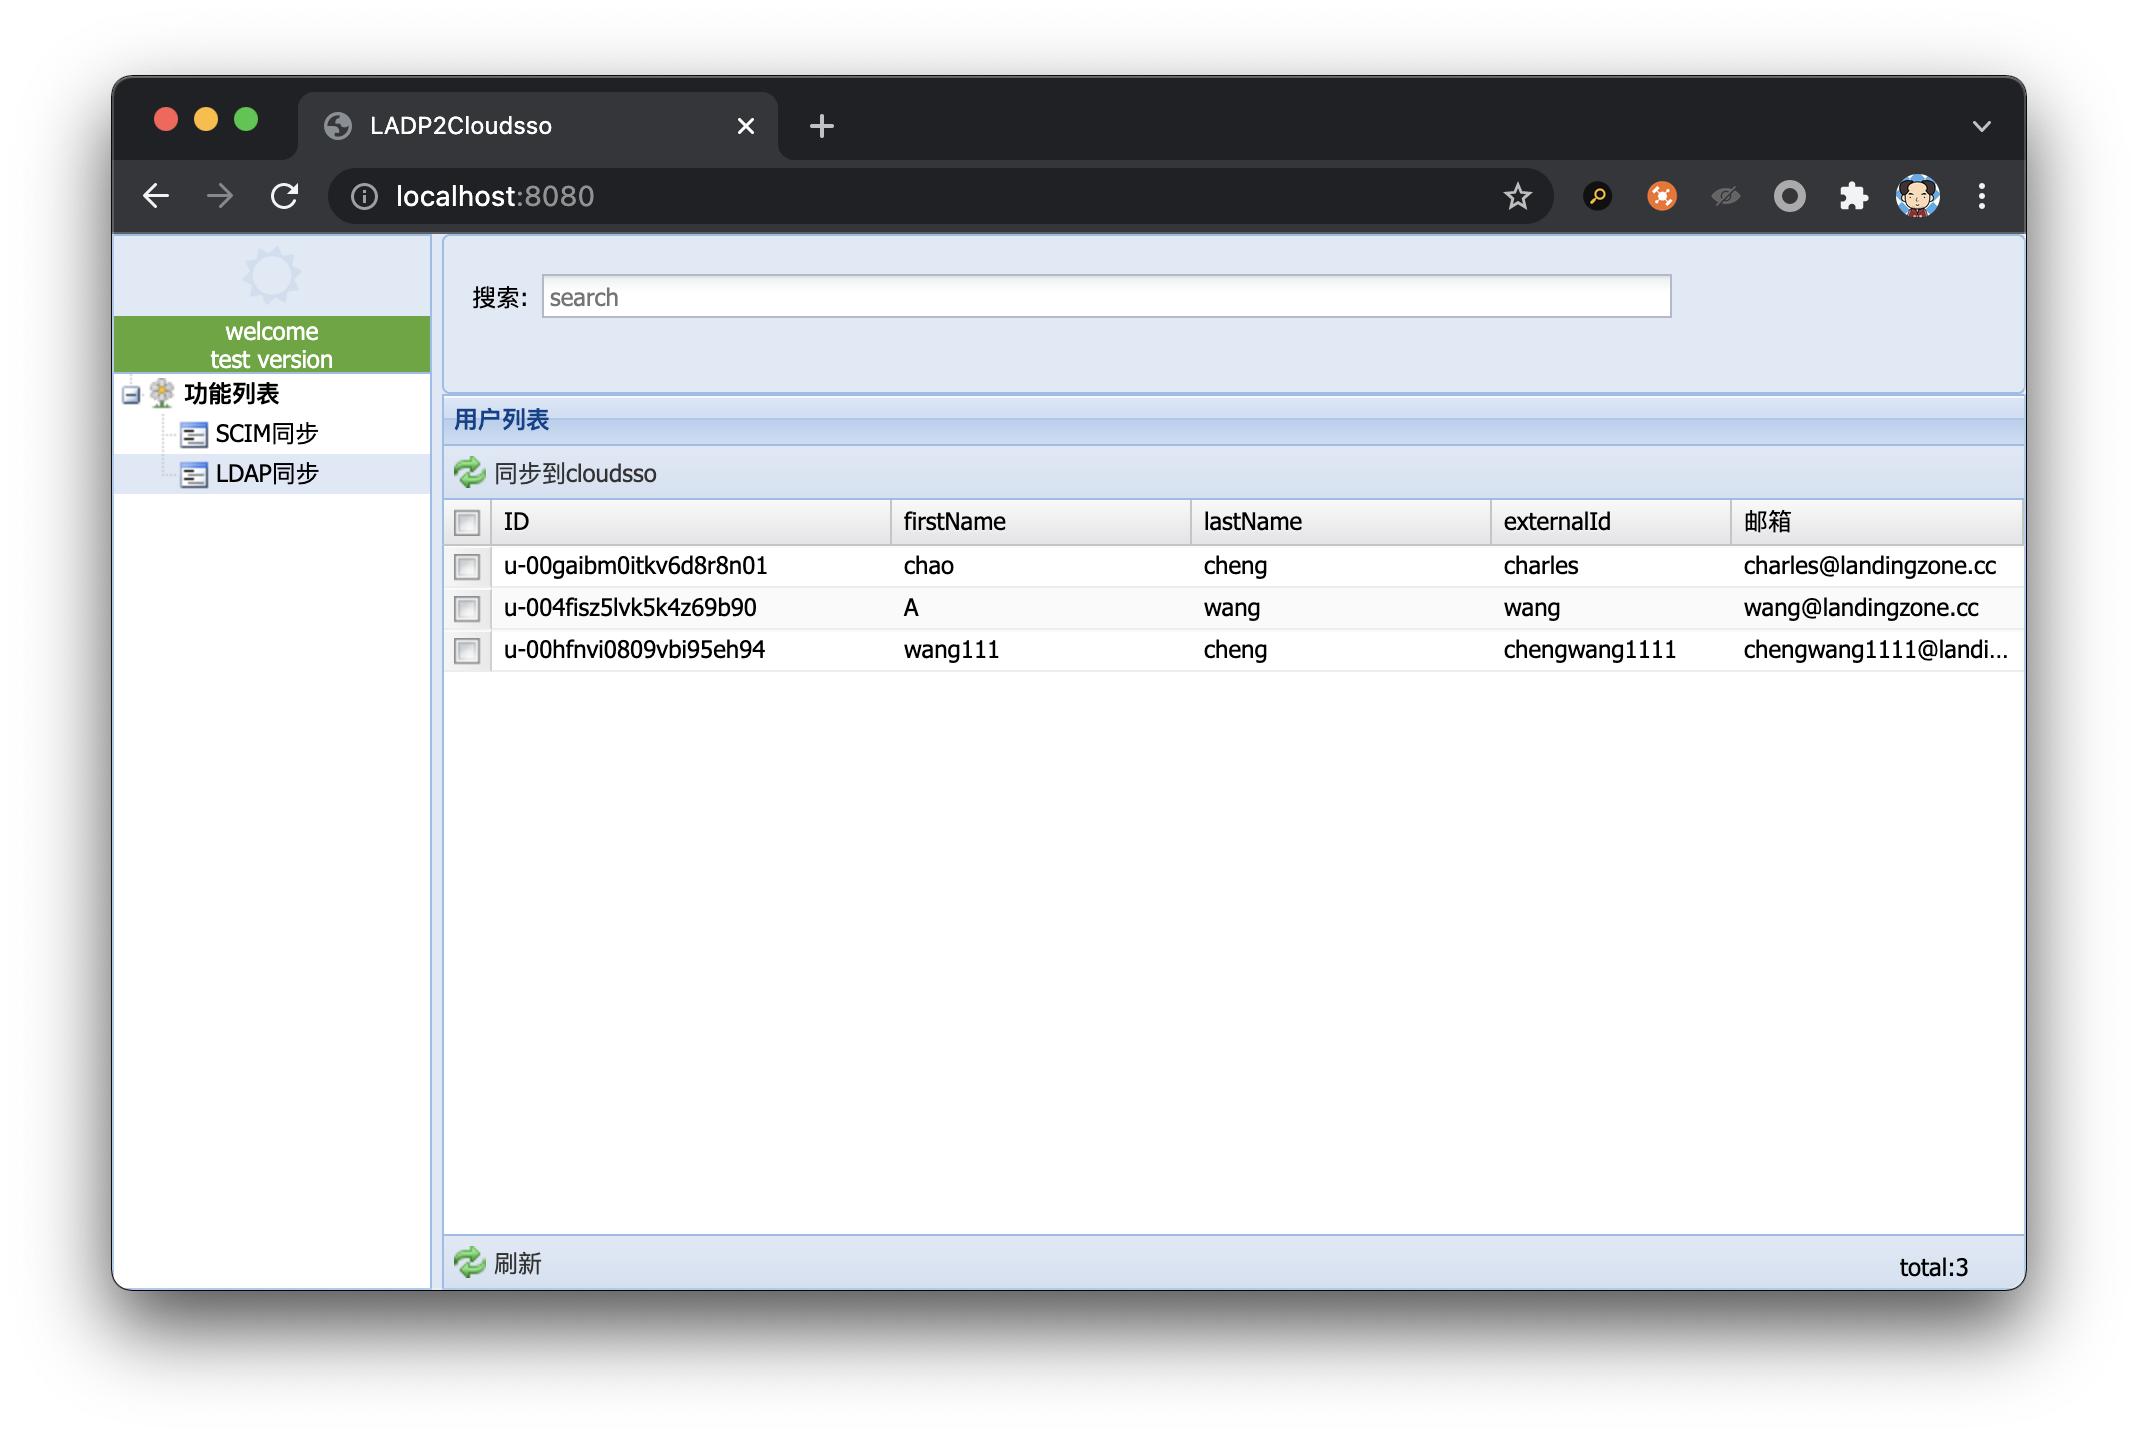 LADP2Cloudsso
localhost:8080
welcome
test version
功能列表
SCIM同步
LDAP同步
搜索: search
用户列表
同步到cloudsso
ID firstName lastName externalId 邮箱
u-00gaibm0itkv6d8r8n01 chao cheng charles charles@landingzone.cc
u-004fisz5lvk5k4z69b90 A wang wang wang@landingzone.cc
u-00hfnvi0809vbi95eh94 wang111 cheng chengwang1111 chengwang1111@landi...
刷新 total:3